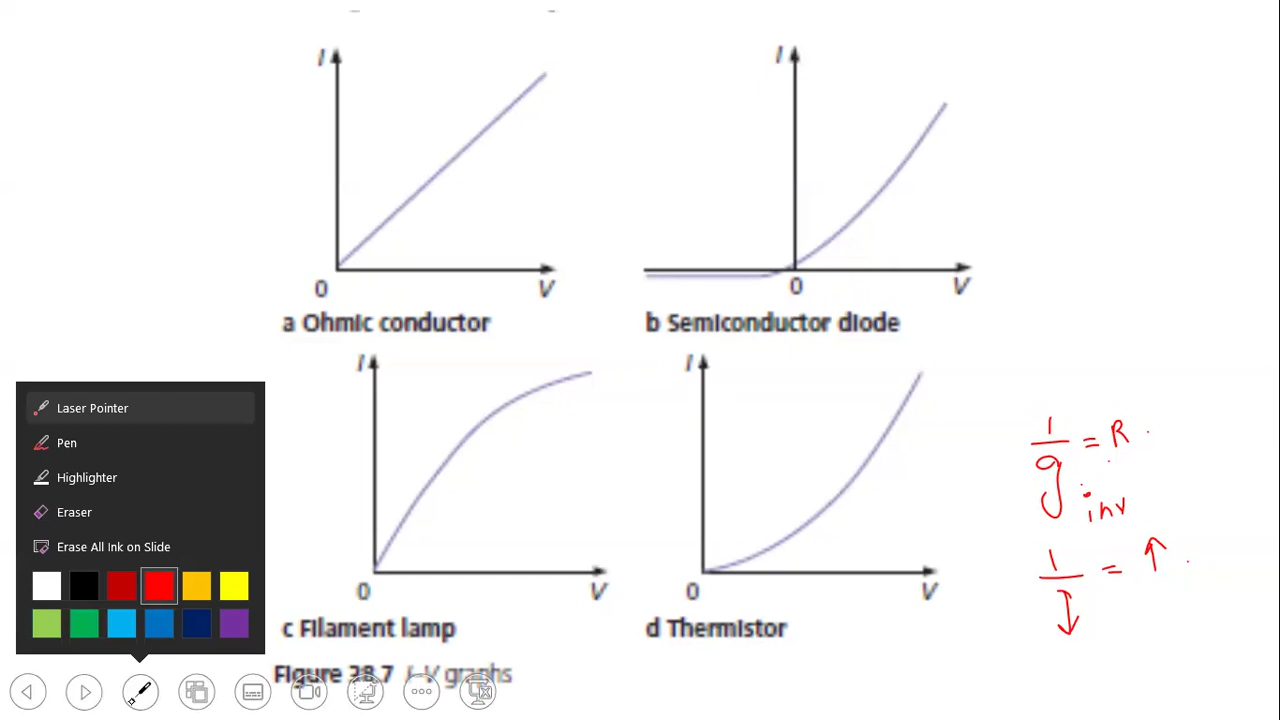 I
I
0
V
0
V
a Ohmic conductor
b Semiconductor diode
I
I
0
V
0
V
c Filament lamp
d Thermistor
Figure 28.7 I–V graphs
Laser Pointer
Pen
Highlighter
Eraser
Erase All Ink on Slide
1/g = R
inv
1/↓ = ↑